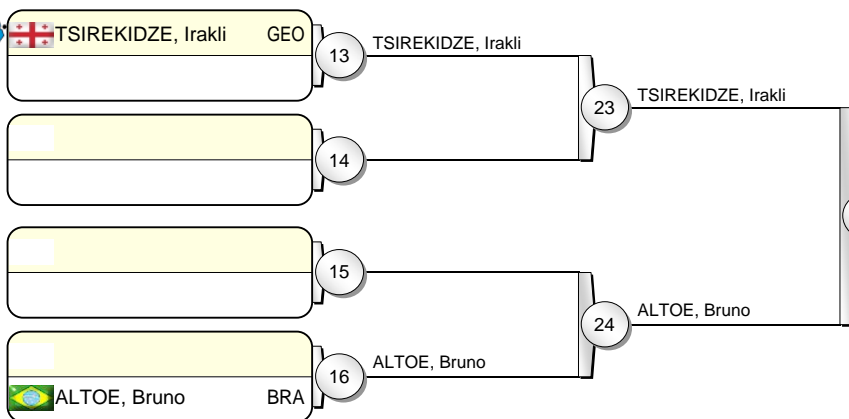 TSIREKIDZE, Irakli GEO
13
TSIREKIDZE, Irakli
23
TSIREKIDZE, Irakli
14
15
24
ALTOE, Bruno
16
ALTOE, Bruno
ALTOE, Bruno BRA